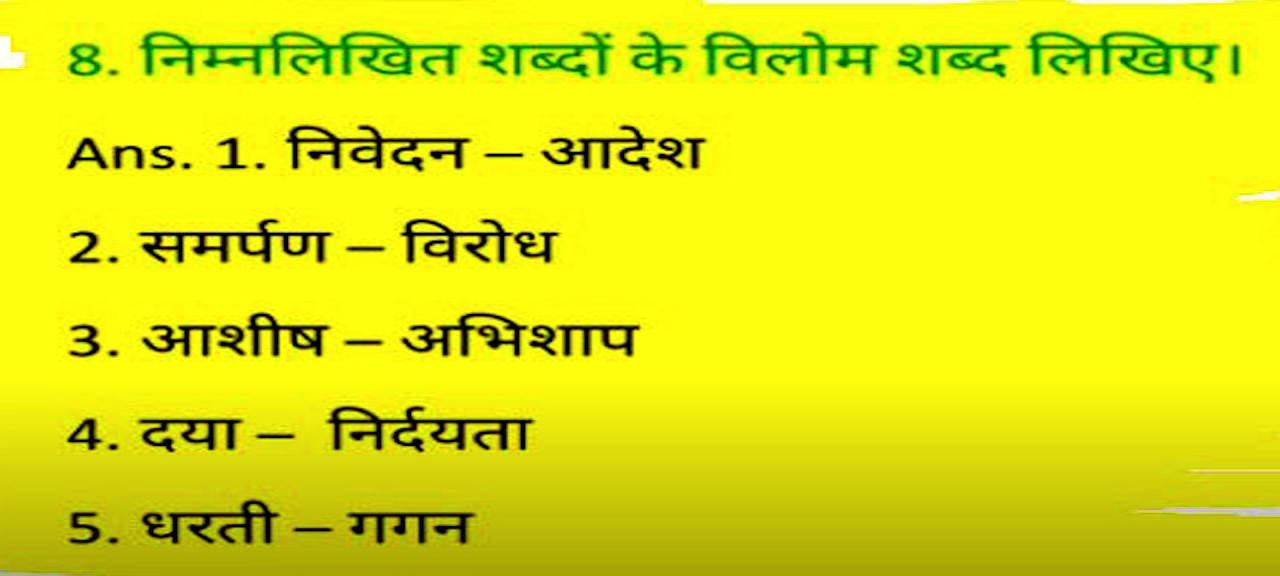 8. निम्नलिखित शब्दों के विलोम शब्द लिखिए।
Ans. 1. निवेदन – आदेश
2. समर्पण – विरोध
3. आशीष – अभिशाप
4. दया – निर्दयता
5. धरती – गगन